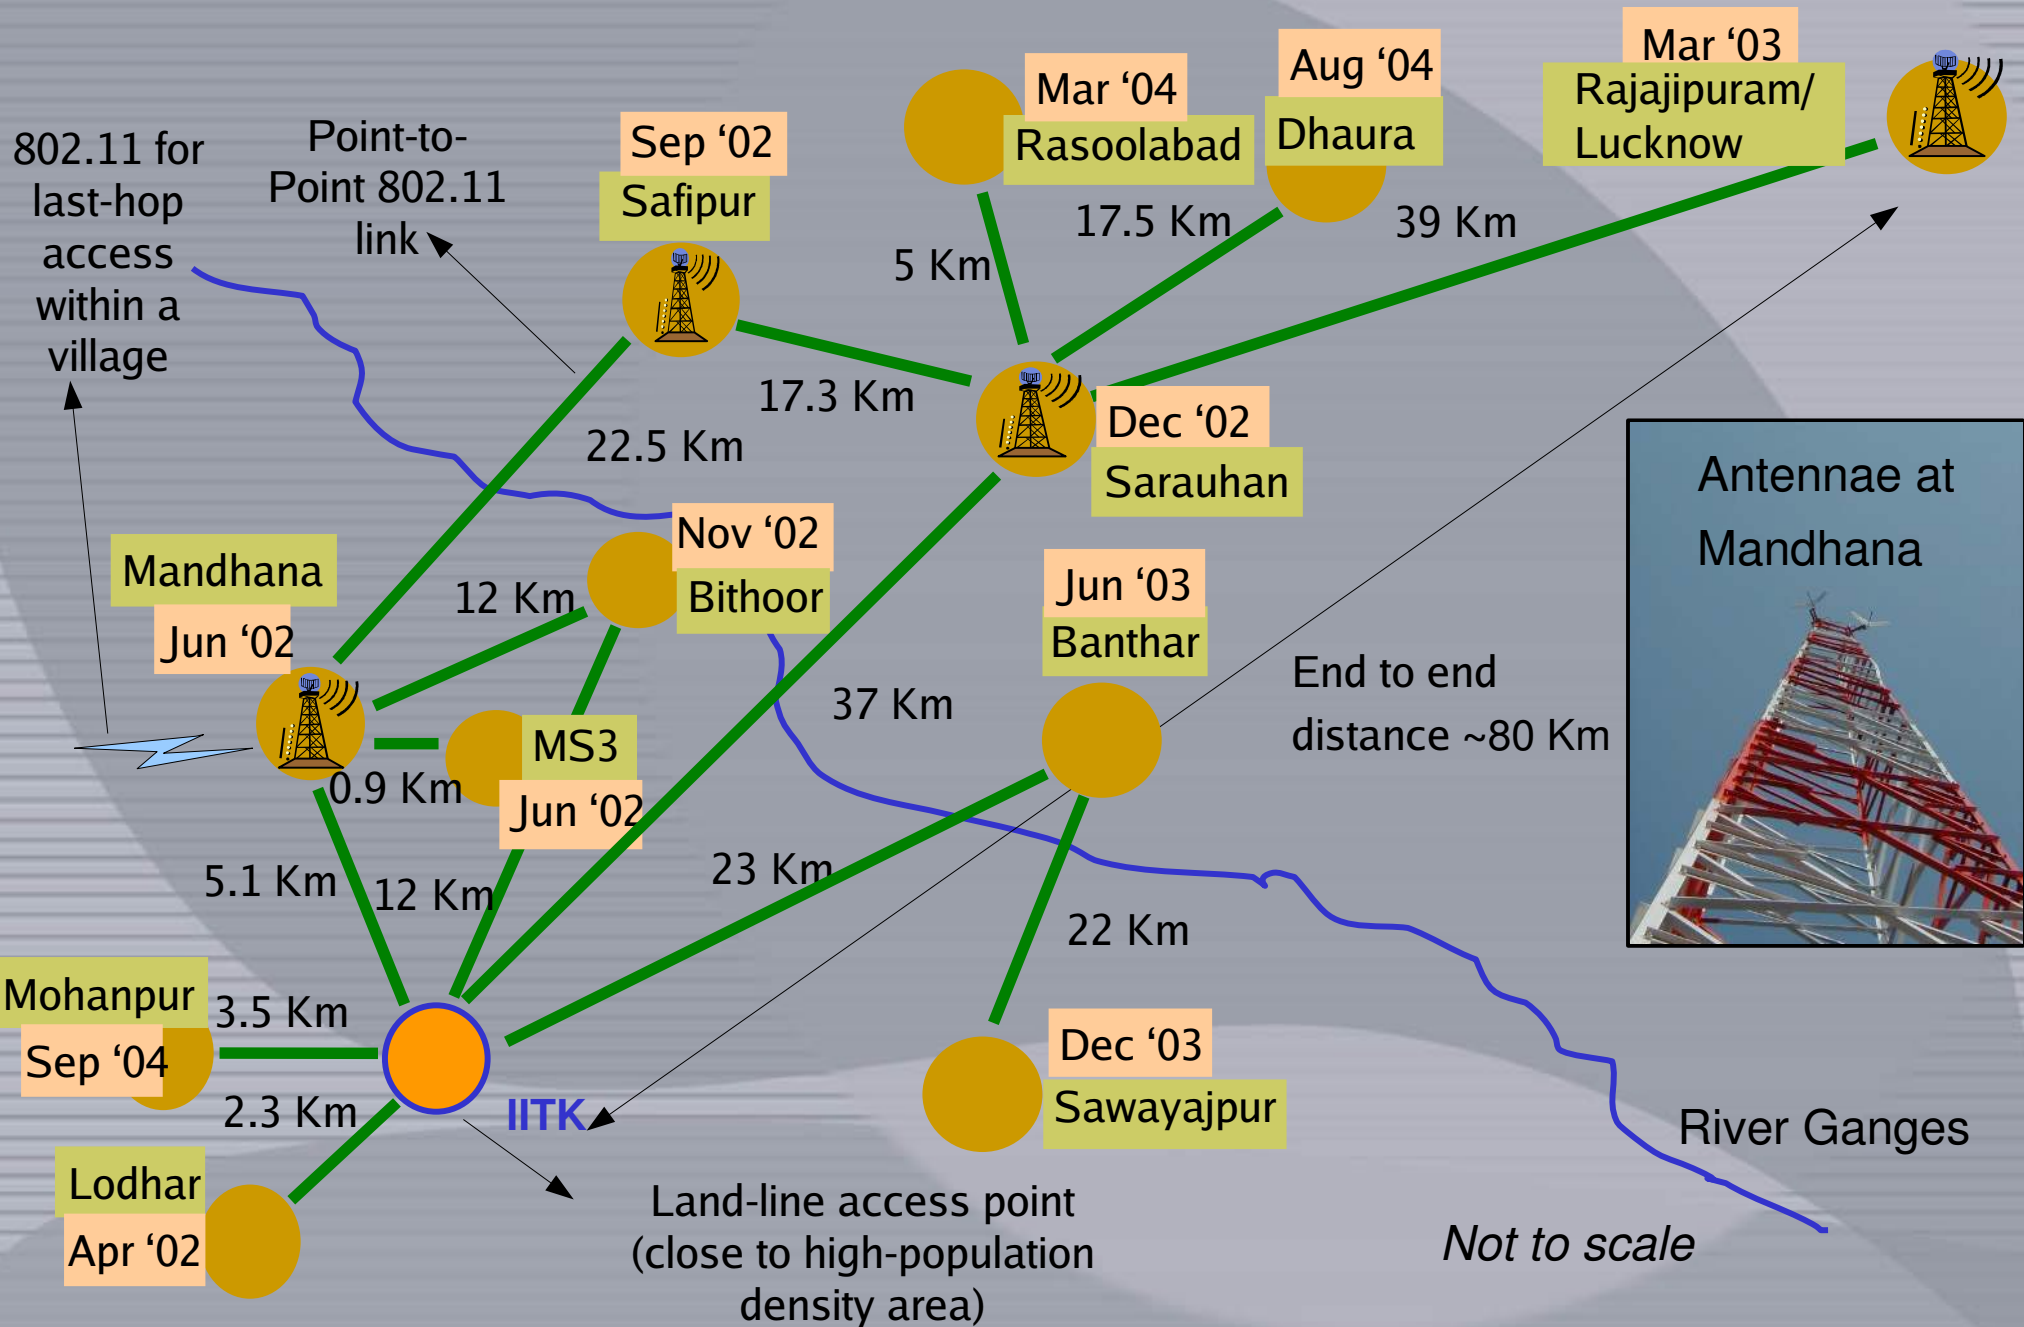 Mar ‘03
Rajajipuram/
Lucknow
Aug ‘04
Dhaura
Mar ‘04
Rasoolabad
Sep ‘02
Safipur
Point-to-
Point 802.11
link
802.11 for
last-hop
access
within a
village
17.5 Km
39 Km
5 Km
17.3 Km
22.5 Km
Dec ‘02
Sarauhan
Antennae at
Mandhana
Nov ‘02
Bithoor
Mandhana
Jun ‘02
12 Km
Jun ‘03
Banthar
End to end
distance ~80 Km
37 Km
MS3
Jun ‘02
0.9 Km
5.1 Km
12 Km
23 Km
22 Km
Mohanpur
Sep ‘04
3.5 Km
2.3 Km
IITK
Dec ‘03
Sawayajpur
River Ganges
Lodhar
Apr ‘02
Land-line access point
(close to high-population
density area)
Not to scale